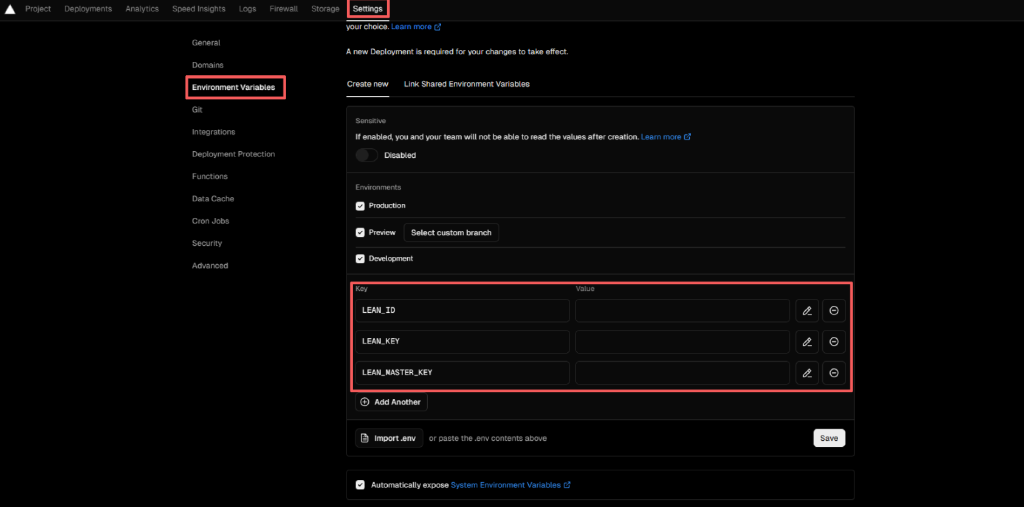 Project Deployments Analytics Speed Insights Logs Firewall Storage Settings
your choice. Learn more
A new Deployment is required for your changes to take effect.
General
Domains
Environment Variables
Git
Integrations
Deployment Protection
Functions
Data Cache
Cron Jobs
Security
Advanced
Create new Link Shared Environment Variables
Sensitive
If enabled, you and your team will not be able to read the values after creation. Learn more
Disabled
Environments
Production
Preview Select custom branch
Development
Key Value
LEAN_ID
LEAN_KEY
LEAN_MASTER_KEY
Add Another
Import .env or paste the .env contents above Save
Automatically expose System Environment Variables